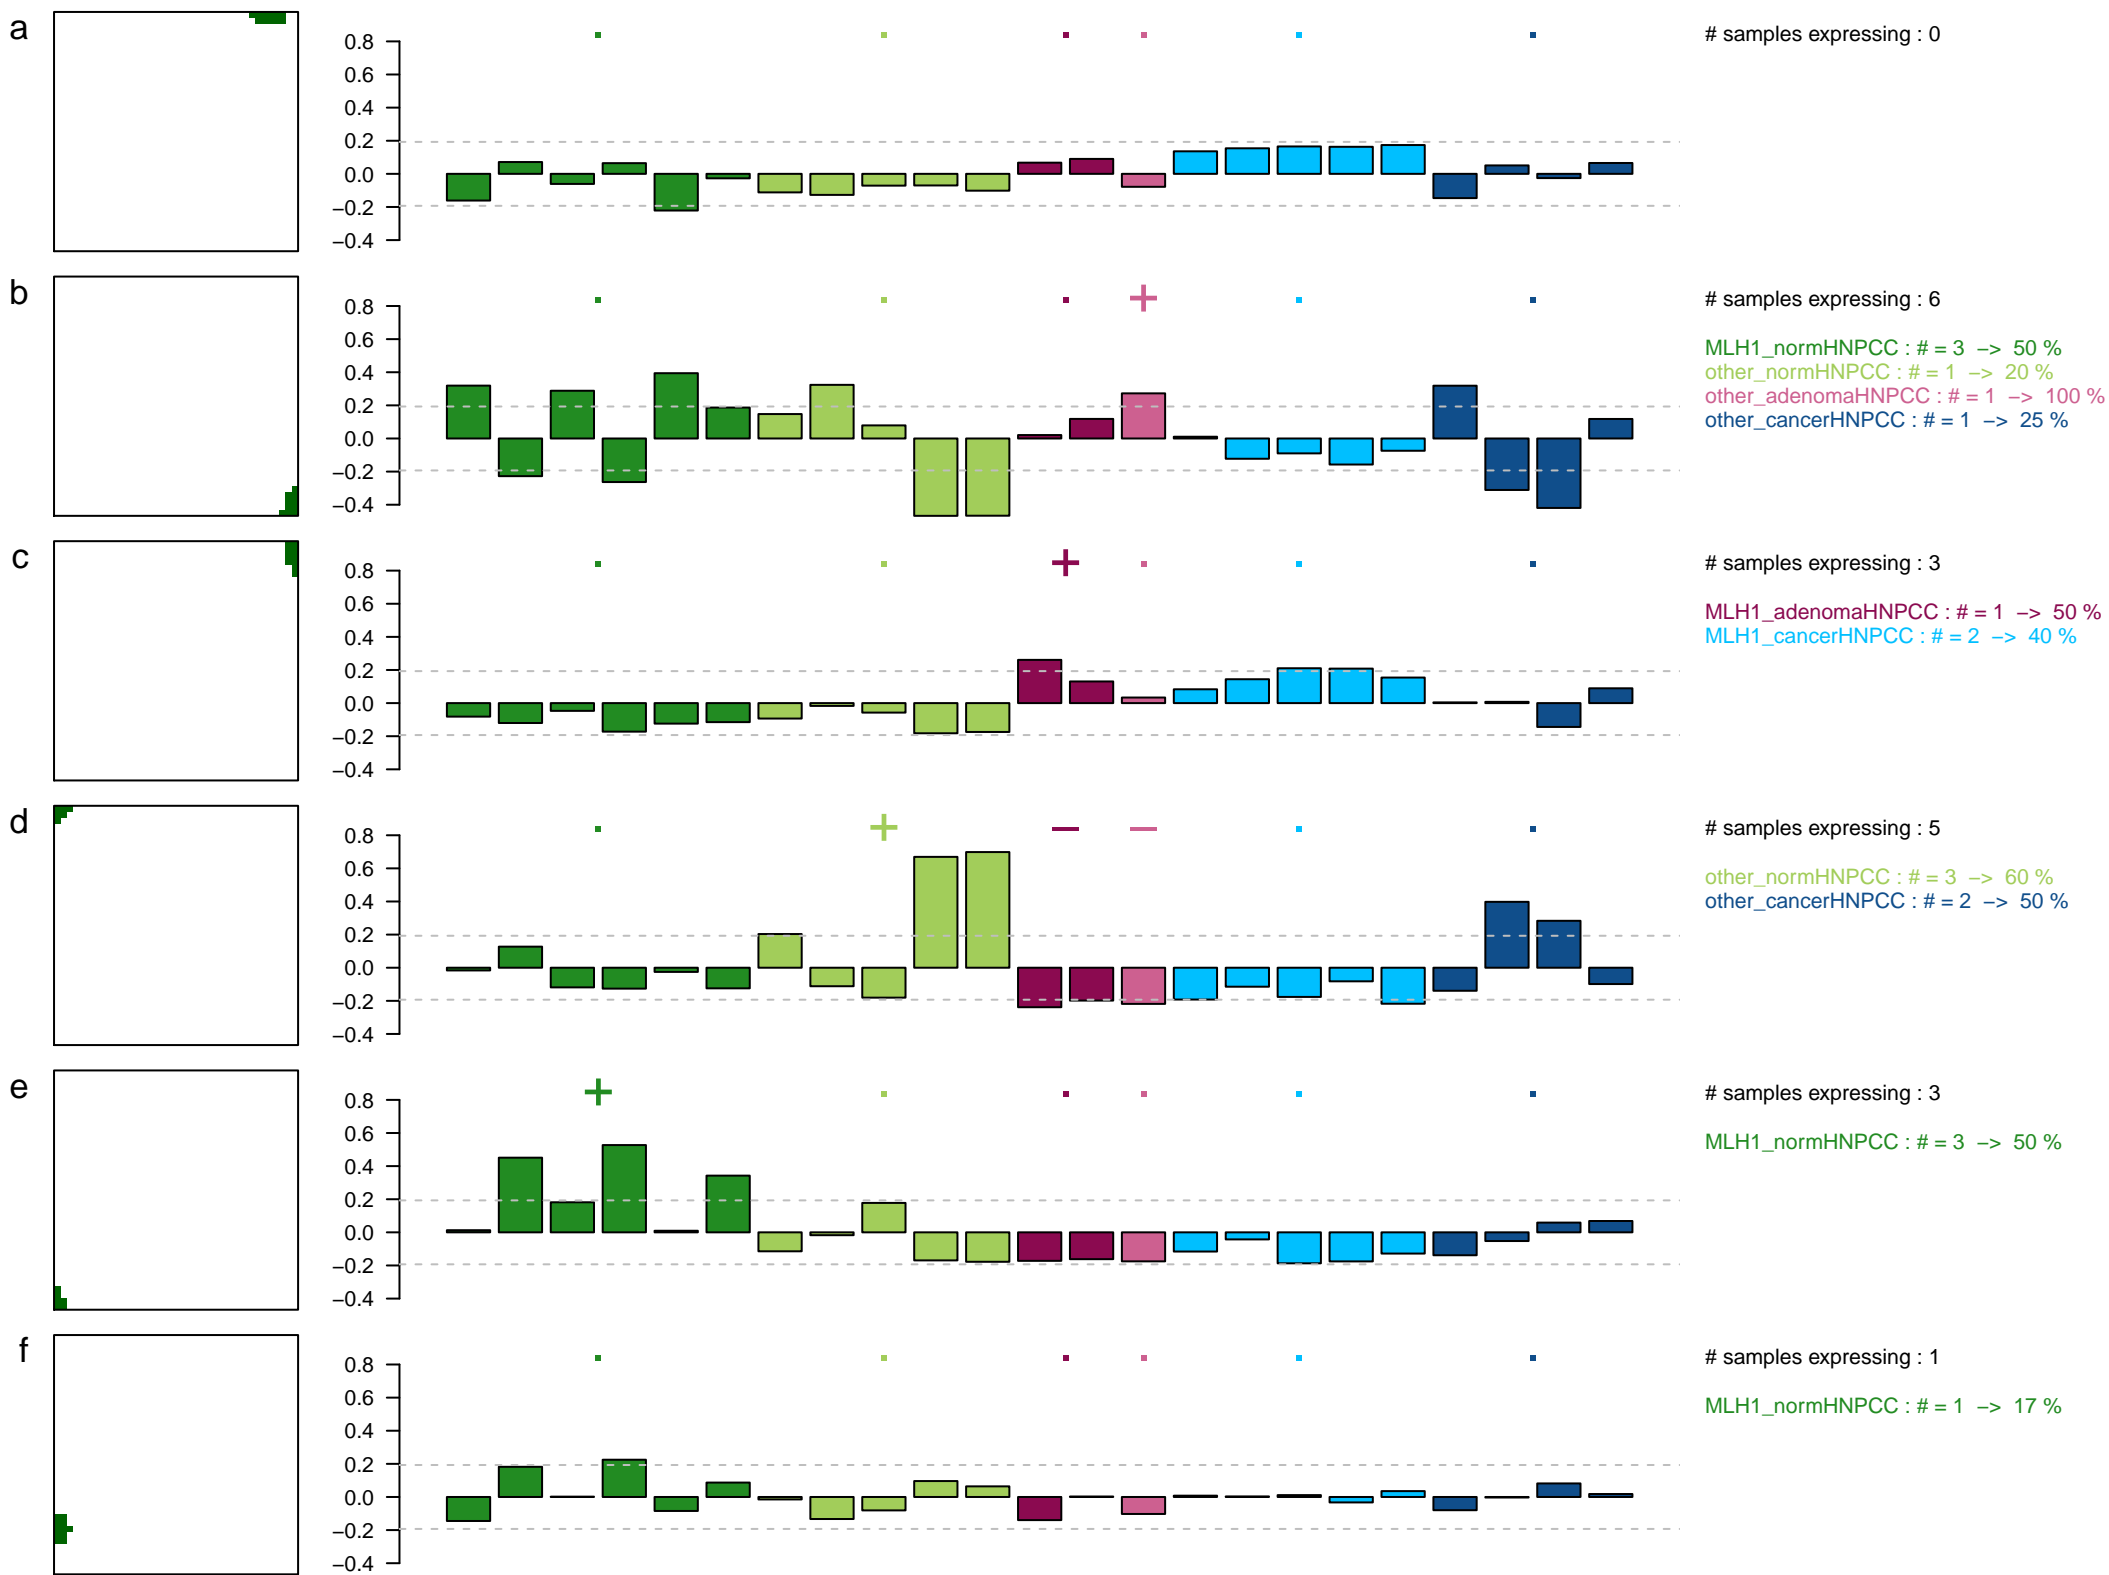 a
0.8
0.6
0.4
0.2
0.0
−0.2
−0.4
# samples expressing : 0
b
0.8
0.6
0.4
0.2
0.0
−0.2
−0.4
# samples expressing : 6
MLH1_normHNPCC : # = 3 −> 50 %
other_normHNPCC : # = 1 −> 20 %
other_adenomaHNPCC : # = 1 −> 100 %
other_cancerHNPCC : # = 1 −> 25 %
c
0.8
0.6
0.4
0.2
0.0
−0.2
−0.4
# samples expressing : 3
MLH1_adenomaHNPCC : # = 1 −> 50 %
MLH1_cancerHNPCC : # = 2 −> 40 %
d
0.8
0.6
0.4
0.2
0.0
−0.2
−0.4
# samples expressing : 5
other_normHNPCC : # = 3 −> 60 %
other_cancerHNPCC : # = 2 −> 50 %
e
0.8
0.6
0.4
0.2
0.0
−0.2
−0.4
# samples expressing : 3
MLH1_normHNPCC : # = 3 −> 50 %
f
0.8
0.6
0.4
0.2
0.0
−0.2
−0.4
# samples expressing : 1
MLH1_normHNPCC : # = 1 −> 17 %